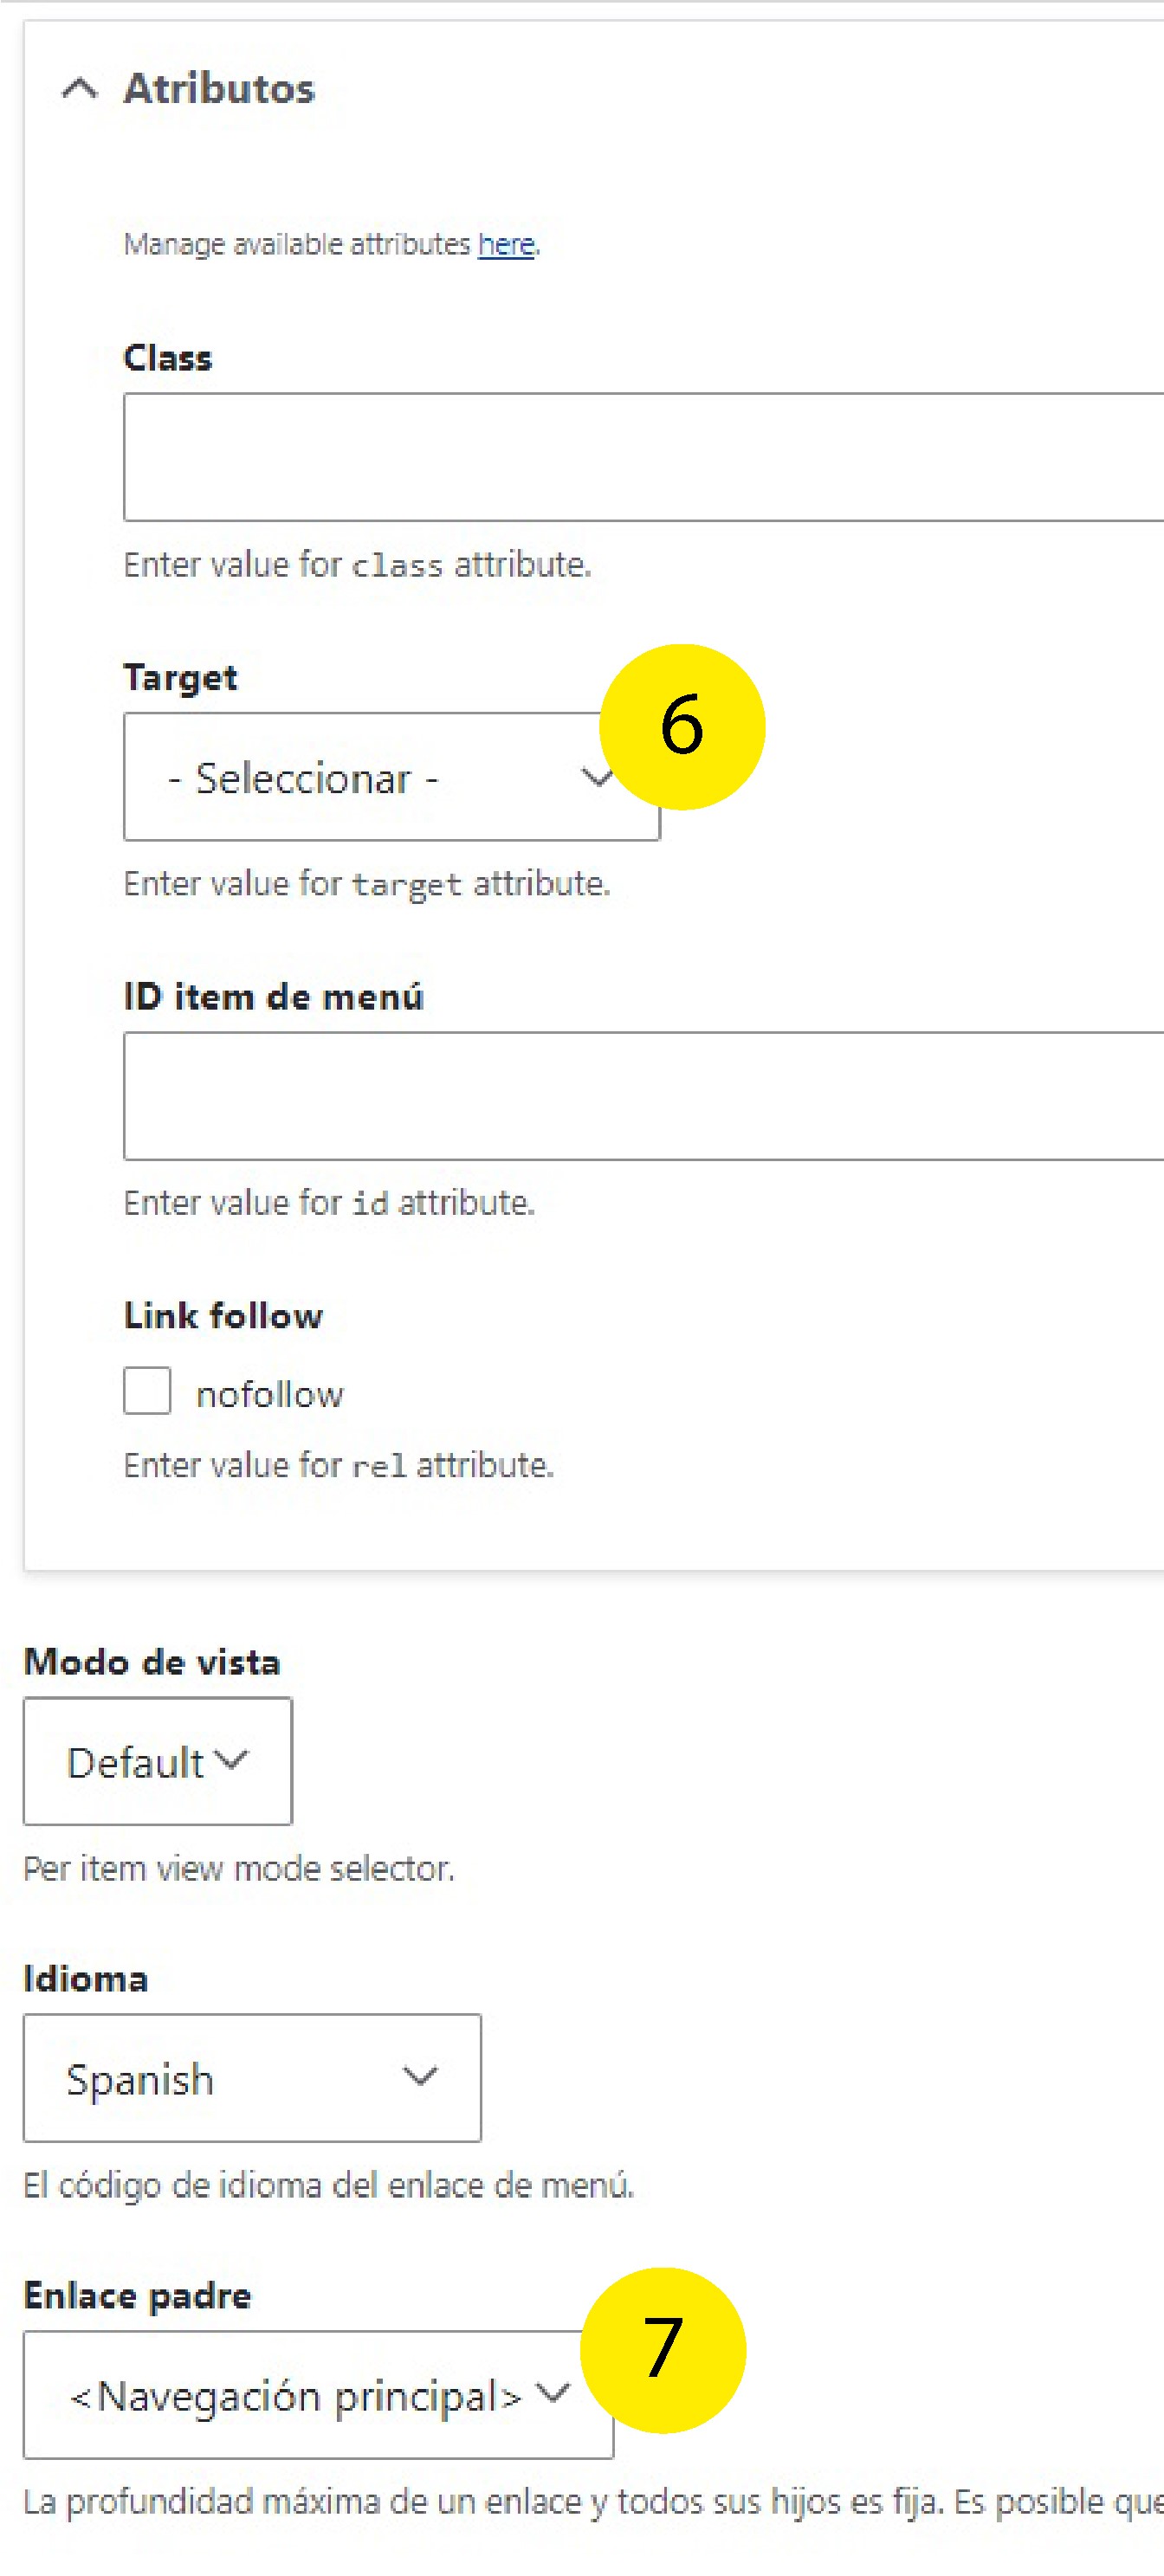 Atributos
Manage available attributes here.
Class
Enter value for class attribute.
Target
6
- Seleccionar -
Enter value for target attribute.
ID item de menú
Enter value for id attribute.
Link follow
nofollow
Enter value for rel attribute.
Modo de vista
Default
Per item view mode selector.
Idioma
Spanish
El código de idioma del enlace de menú.
Enlace padre
7
<Navegación principal>
La profundidad máxima de un enlace y todos sus hijos es fija. Es posible que